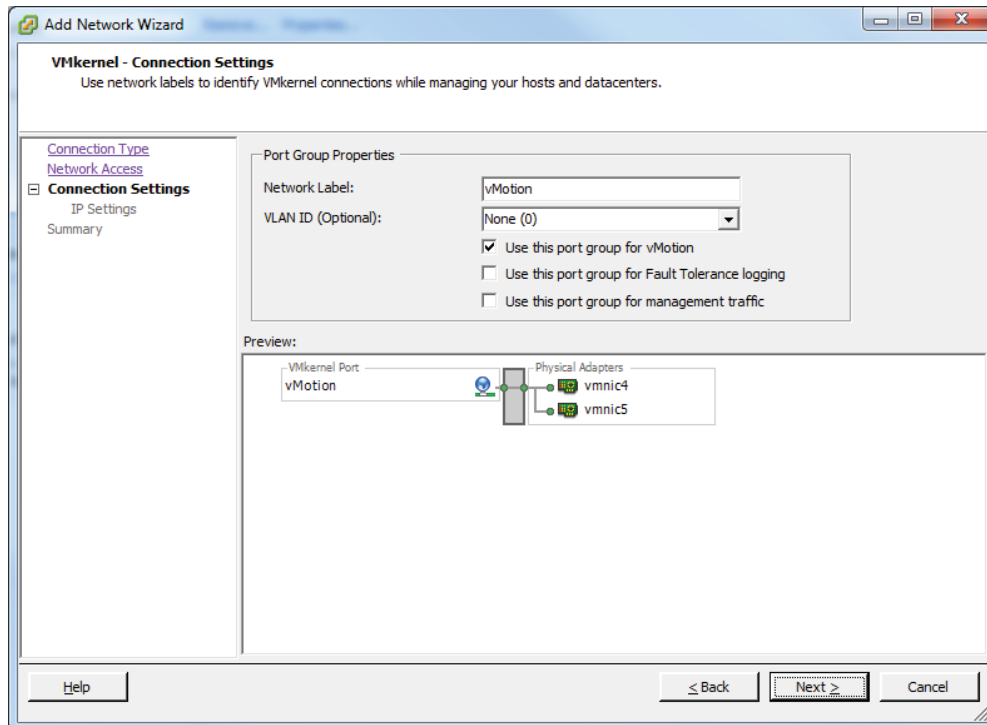 Add Network Wizard
VMkernel - Connection Settings
Use network labels to identify VMkernel connections while managing your hosts and datacenters.
Connection Type
Network Access
Connection Settings
IP Settings
Summary
Port Group Properties
Network Label: vMotion
VLAN ID (Optional): None (0)
Use this port group for vMotion
Use this port group for Fault Tolerance logging
Use this port group for management traffic
Preview:
VMkernel Port
vMotion
Physical Adapters
vmnic4
vmnic5
Help
< Back
Next >
Cancel